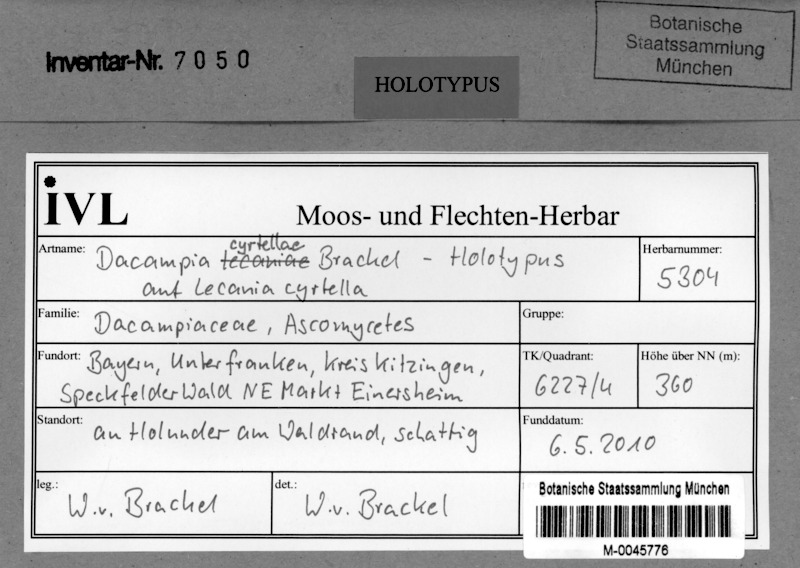 Inventar-Nr. 7050
HOLOTYPUS
Botanische
Staatssammlung
München
iVL
Moos- und Flechten-Herbar
Artname: Dacampia lecaniae cyrtellae Brackel - Holotypus
auf Lecania cyrtella
Herbarnummer:
5304
Familie: Dacampiaceae, Ascomycetes
Gruppe:
Fundort: Bayern, Unterfranken, Kreis Kitzingen,
Speckfelder Wald NE Markt Einersheim
TK/Quadrant:
6227/4
Höhe über NN (m):
360
Standort: an Holunder am Waldrand, schattig
Funddatum:
6.5.2010
leg.: W.v. Brackel
det.: W.v. Brackel
Botanische Staatssammlung München
M-0045776